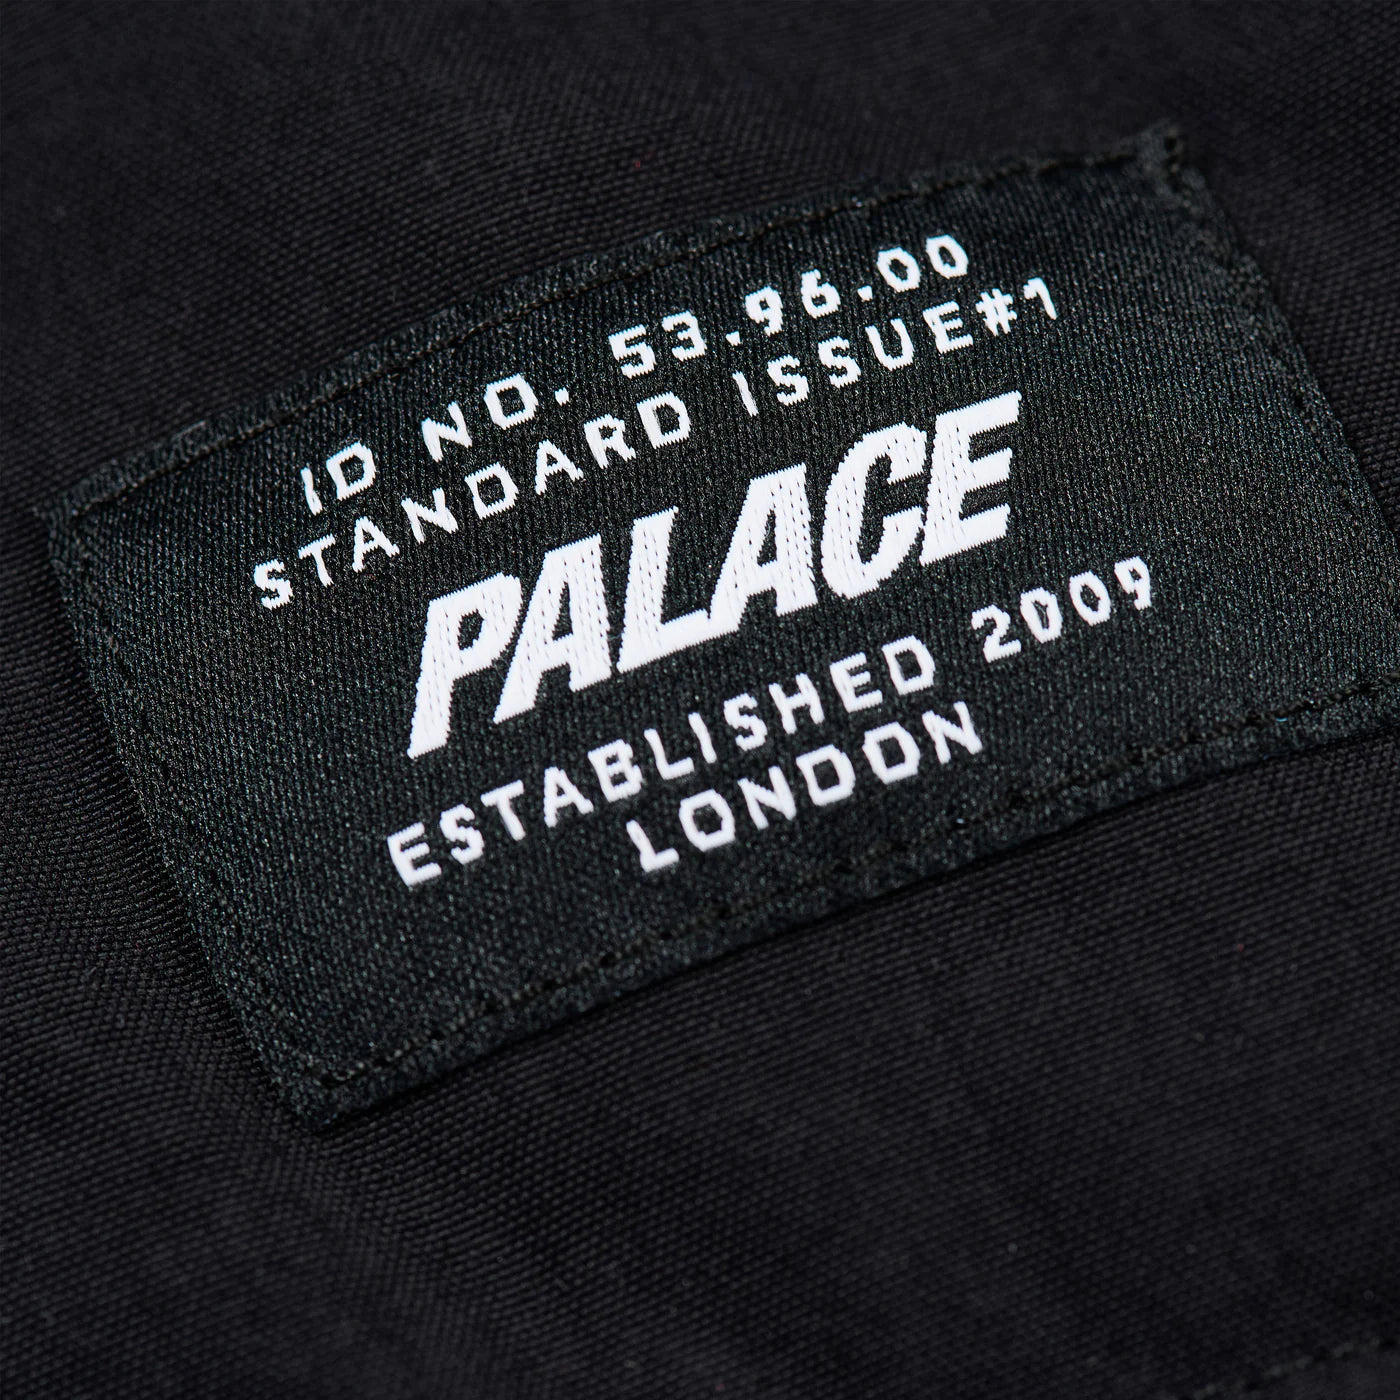 ID NO. 53.96.00
STANDARD ISSUE#1
PALACE
ESTABLISHED 2009
LONDON